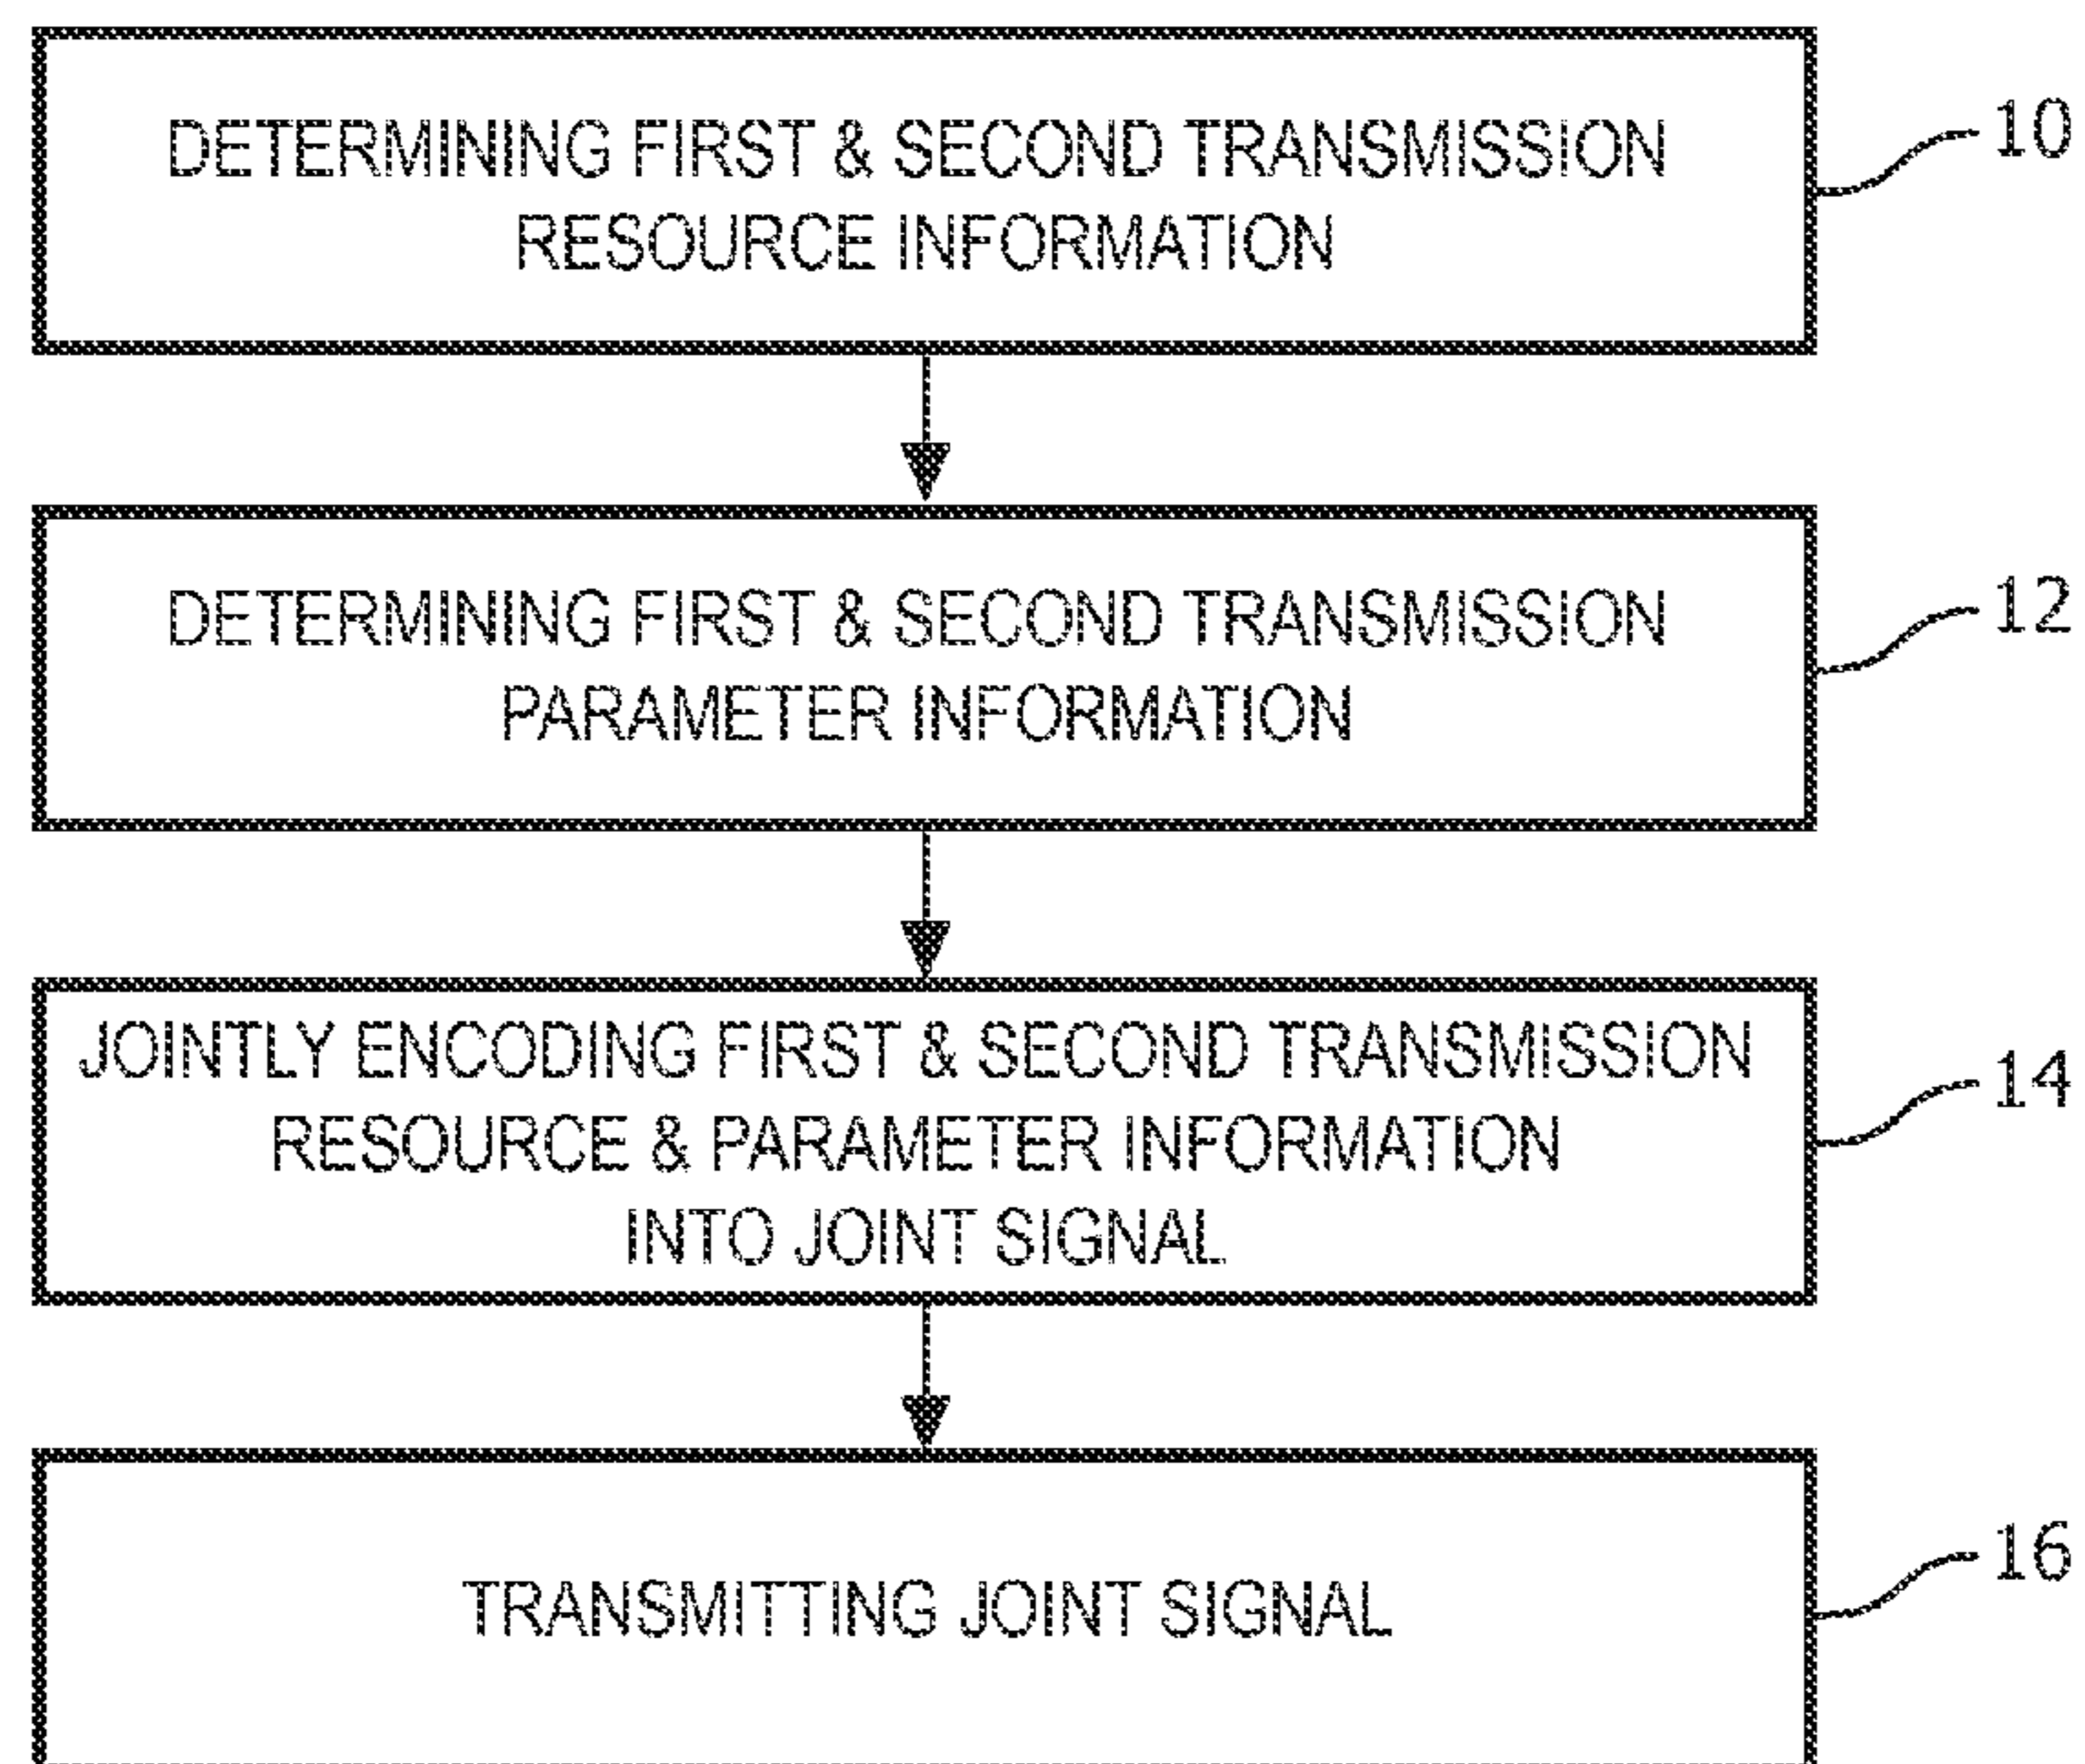 DETERMINING FIRST & SECOND TRANSMISSION
RESOURCE INFORMATION
10
DETERMINING FIRST & SECOND TRANSMISSION
PARAMETER INFORMATION
12
JOINTLY ENCODING FIRST & SECOND TRANSMISSION
RESOURCE & PARAMETER INFORMATION
INTO JOINT SIGNAL
14
TRANSMITTING JOINT SIGNAL
16